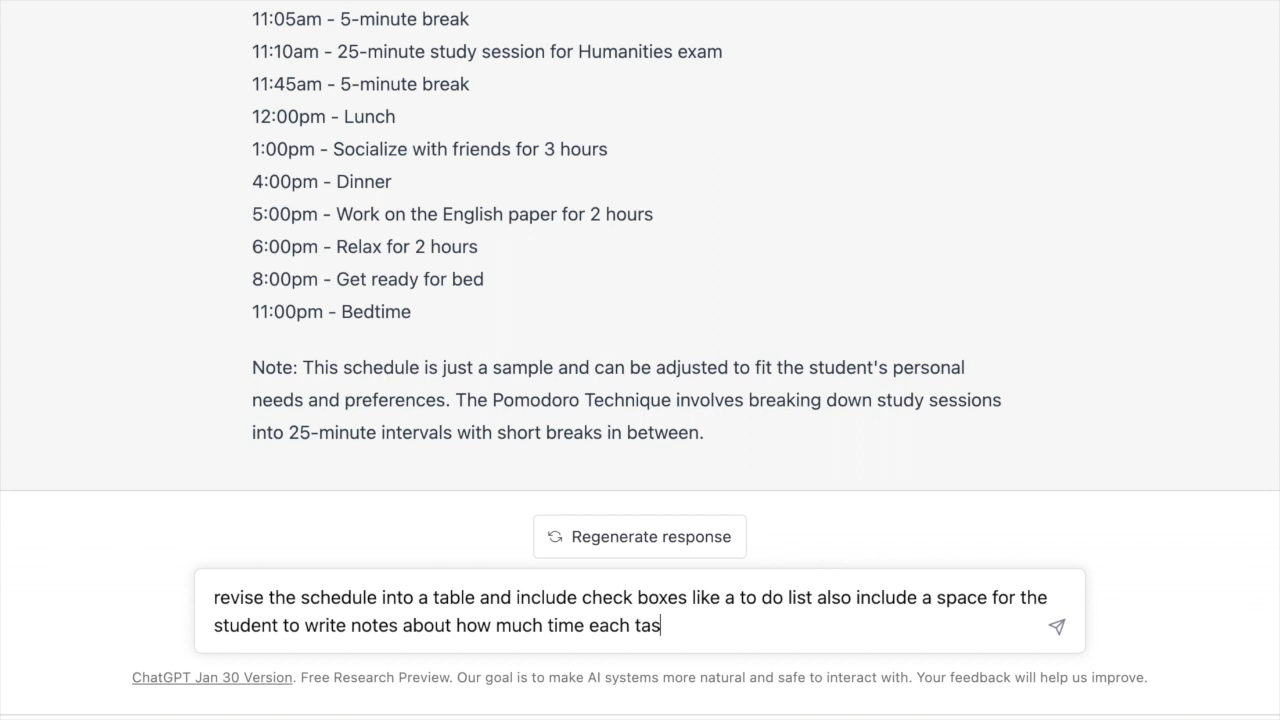 11:05am - 5-minute break
11:10am - 25-minute study session for Humanities exam
11:45am - 5-minute break
12:00pm - Lunch
1:00pm - Socialize with friends for 3 hours
4:00pm - Dinner
5:00pm - Work on the English paper for 2 hours
6:00pm - Relax for 2 hours
8:00pm - Get ready for bed
11:00pm - Bedtime
Note: This schedule is just a sample and can be adjusted to fit the student's personal
needs and preferences. The Pomodoro Technique involves breaking down study sessions
into 25-minute intervals with short breaks in between.
Regenerate response
revise the schedule into a table and include check boxes like a to do list also include a space for the
student to write notes about how much time each tas
ChatGPT Jan 30 Version. Free Research Preview. Our goal is to make AI systems more natural and safe to interact with. Your feedback will help us improve.